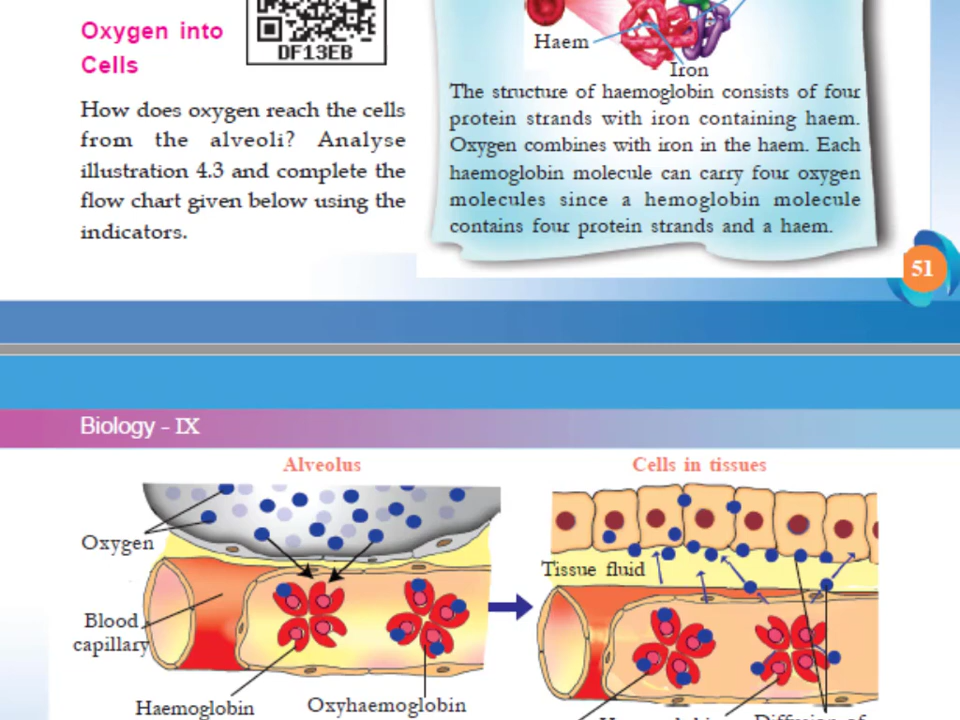 Oxygen into
Cells
DF13EB
How does oxygen reach the cells
from the alveoli? Analyse
illustration 4.3 and complete the
flow chart given below using the
indicators.
Haem
Iron
The structure of haemoglobin consists of four
protein strands with iron containing haem.
Oxygen combines with iron in the haem. Each
haemoglobin molecule can carry four oxygen
molecules since a hemoglobin molecule
contains four protein strands and a haem.
51
Biology - IX
Alveolus
Cells in tissues
Oxygen
Tissue fluid
Blood
capillary
Haemoglobin
Oxyhaemoglobin
Diffusion of